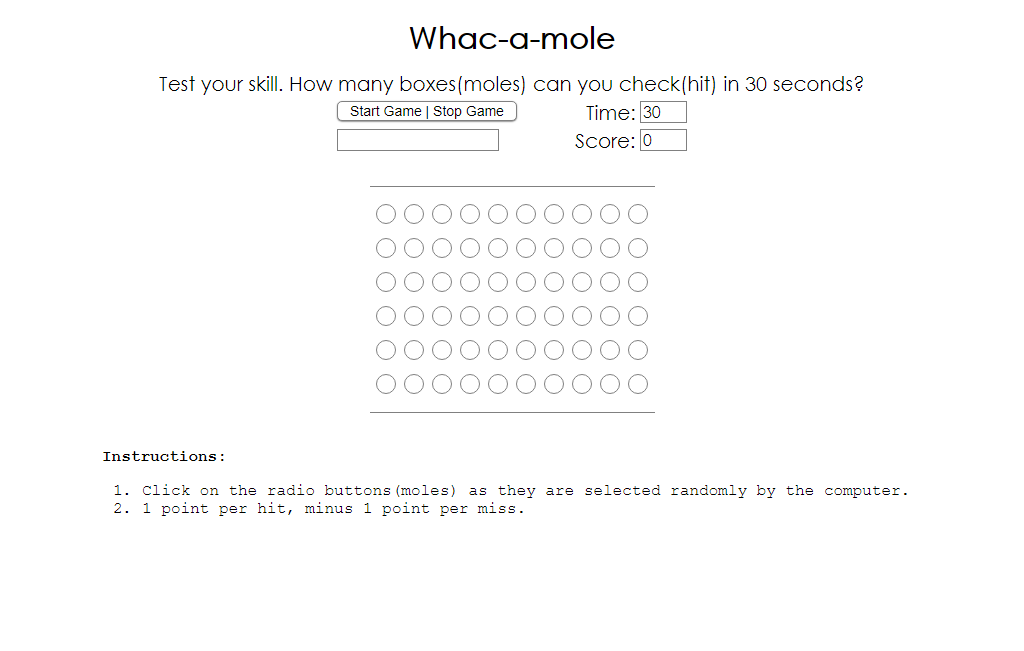 Whac-a-mole
Test your skill. How many boxes(moles) can you check(hit) in 30 seconds?
Start Game | Stop Game Time: 30
Score: 0
Instructions:
1. Click on the radio buttons(moles) as they are selected randomly by the computer.
2. 1 point per hit, minus 1 point per miss.